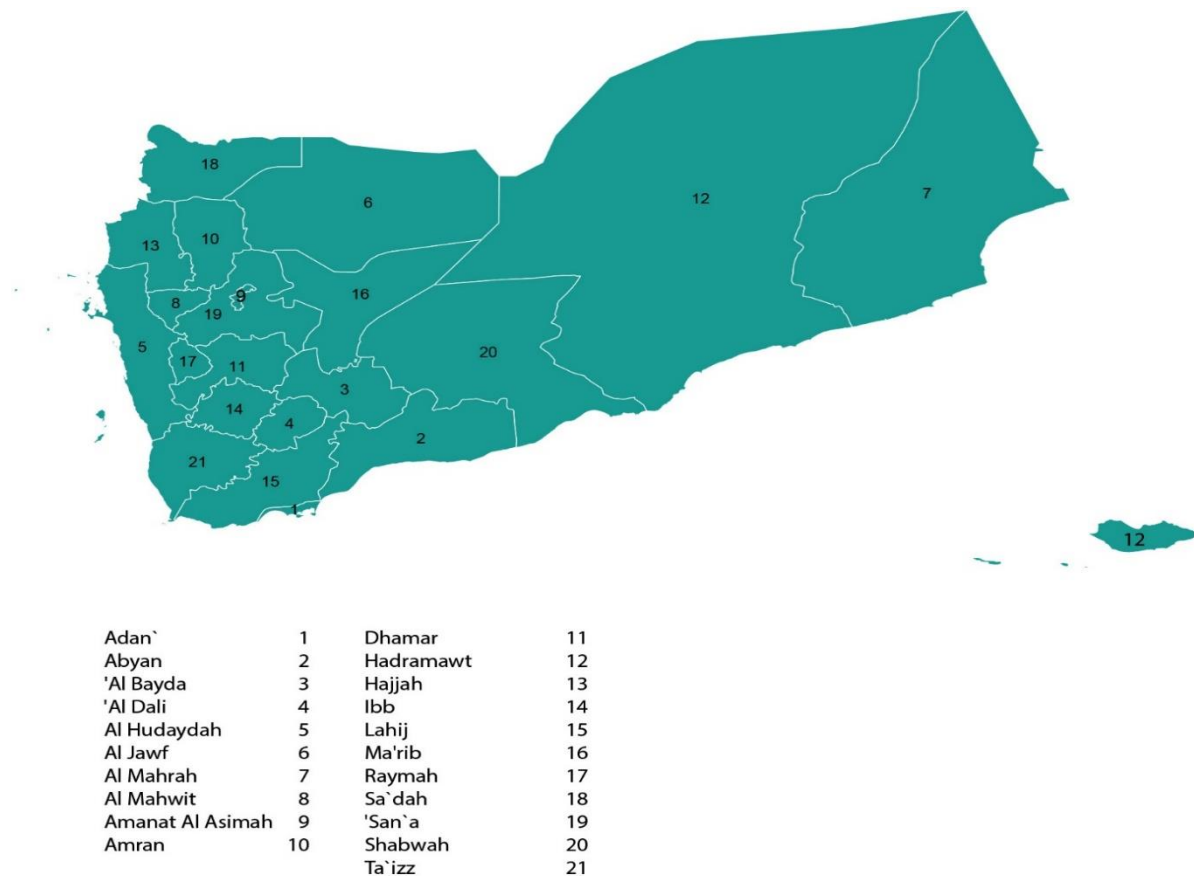 18
6
12
7
13
10
9
16
8
19
5
17
11
20
3
14
4
2
21
15
1
12
Adan` 1 Dhamar 11
Abyan 2 Hadramawt 12
'Al Bayda 3 Hajjah 13
'Al Dali 4 Ibb 14
Al Hudaydah 5 Lahij 15
Al Jawf 6 Ma'rib 16
Al Mahrah 7 Raymah 17
Al Mahwit 8 Sa`dah 18
Amanat Al Asimah 9 'San`a 19
Amran 10 Shabwah 20
Ta`izz 21